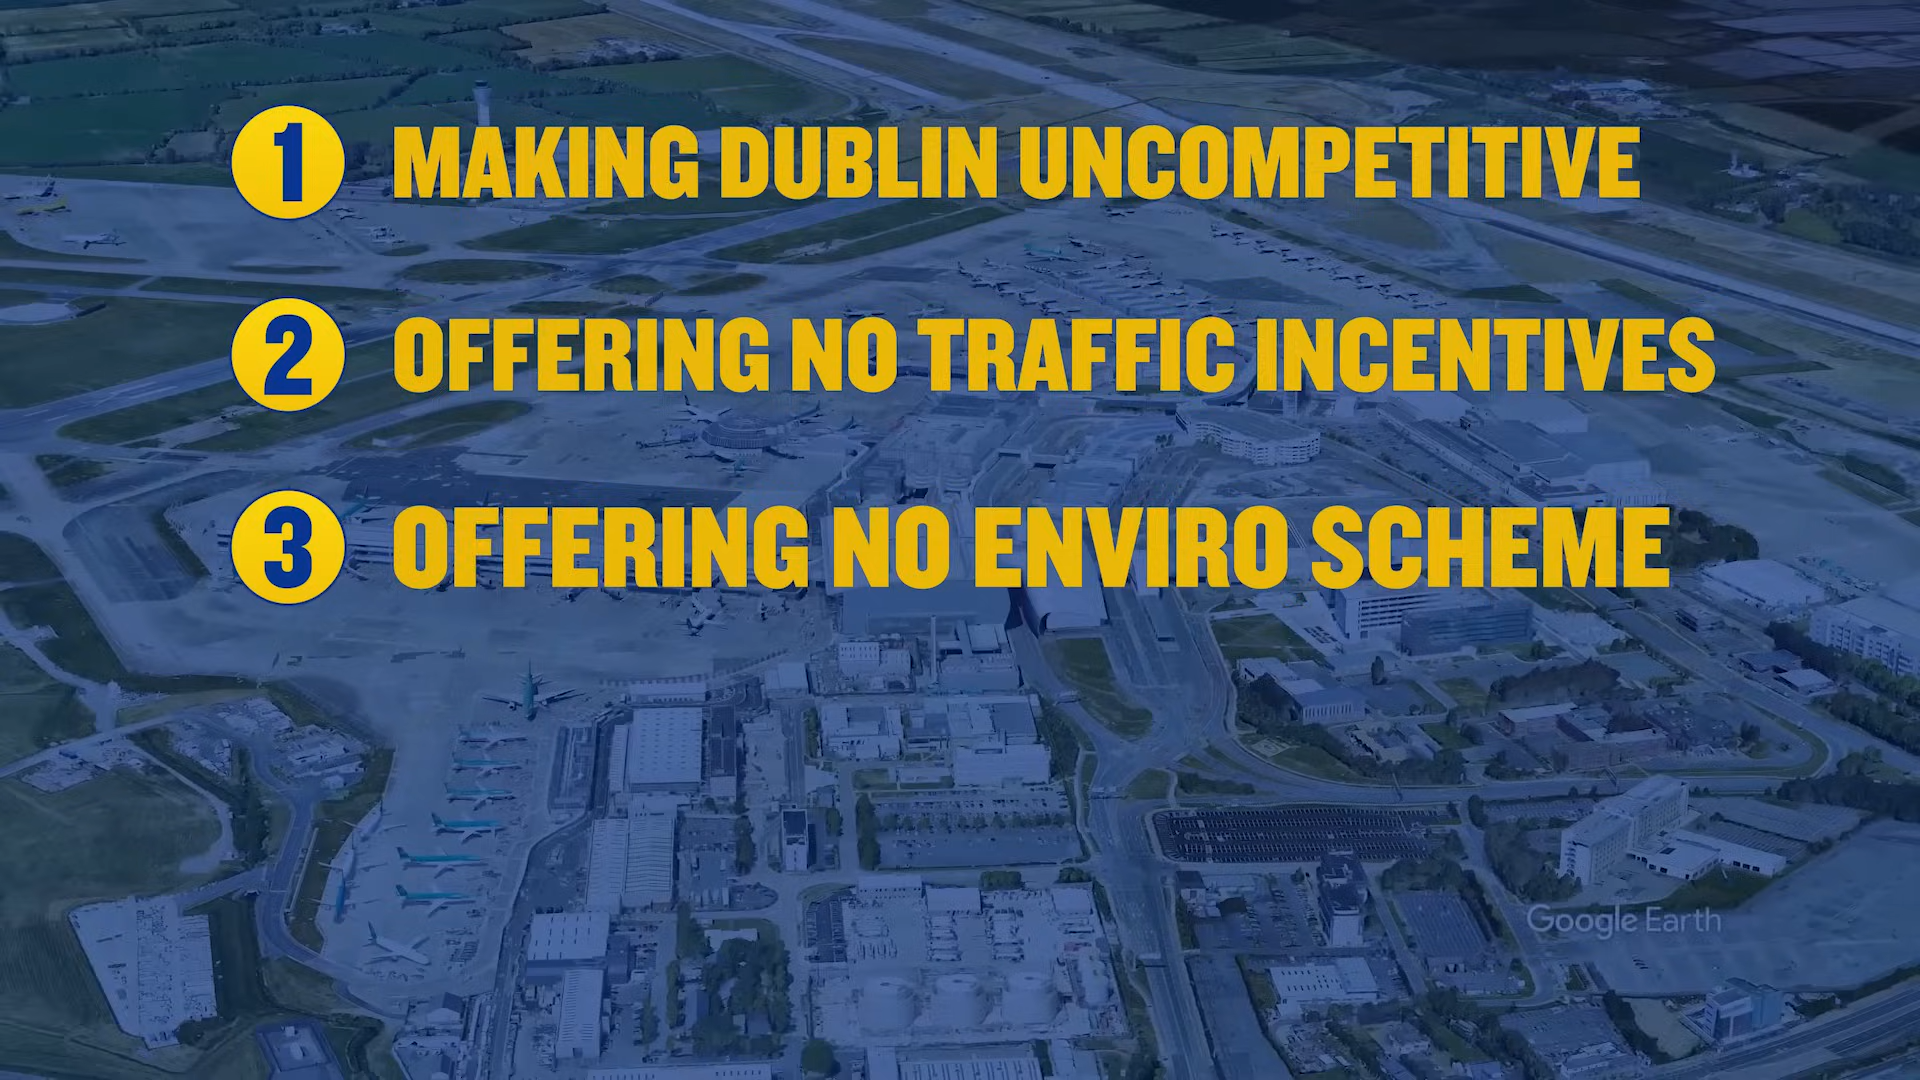 1 MAKING DUBLIN UNCOMPETITIVE
2 OFFERING NO TRAFFIC INCENTIVES
3 OFFERING NO ENVIRO SCHEME
Google Earth